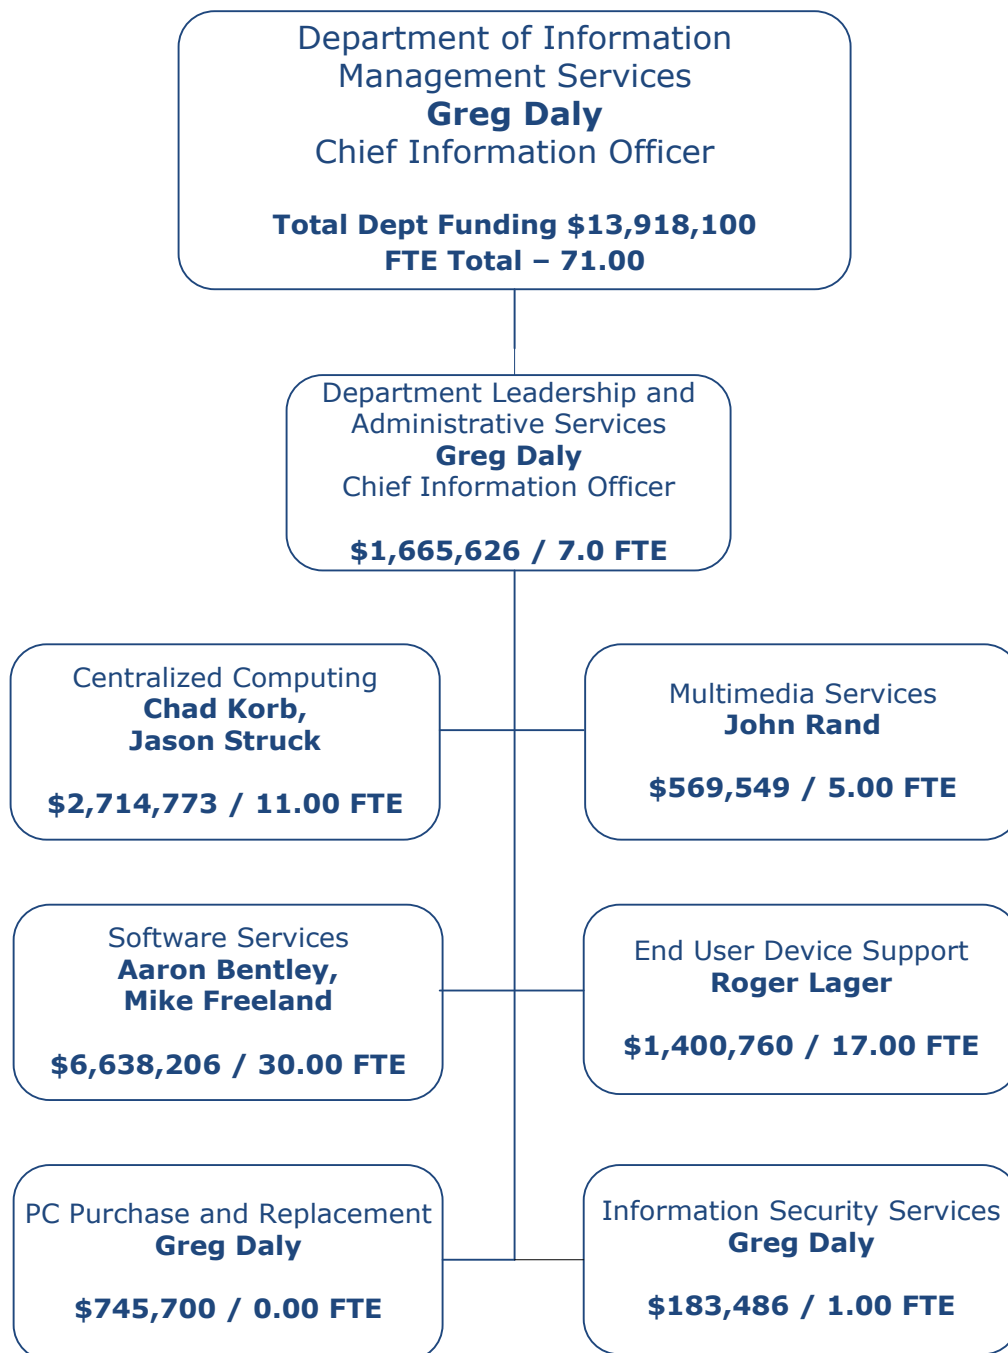 Department of Information
Management Services
Greg Daly
Chief Information Officer
Total Dept Funding $13,918,100
FTE Total – 71.00
Department Leadership and
Administrative Services
Greg Daly
Chief Information Officer
$1,665,626 / 7.0 FTE
Centralized Computing
Chad Korb,
Jason Struck
$2,714,773 / 11.00 FTE
Multimedia Services
John Rand
$569,549 / 5.00 FTE
Software Services
Aaron Bentley,
Mike Freeland
$6,638,206 / 30.00 FTE
End User Device Support
Roger Lager
$1,400,760 / 17.00 FTE
PC Purchase and Replacement
Greg Daly
$745,700 / 0.00 FTE
Information Security Services
Greg Daly
$183,486 / 1.00 FTE